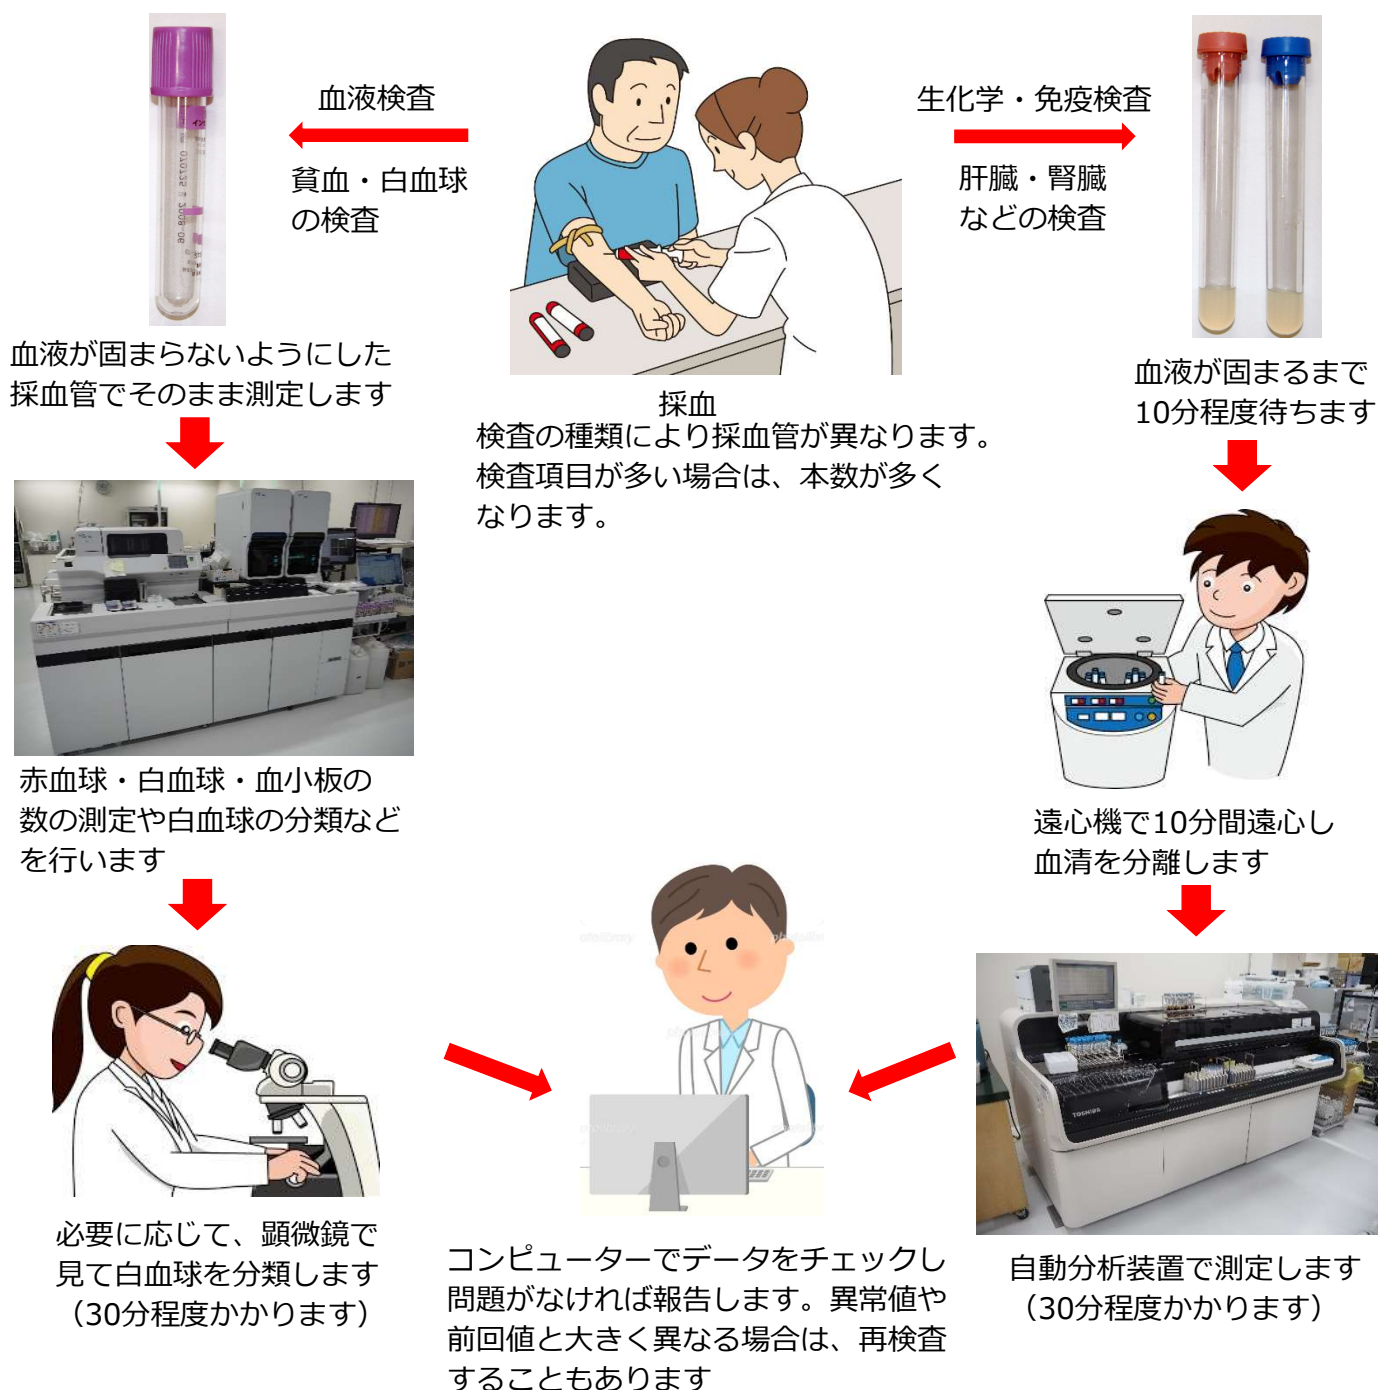 血液検査
貧血・白血球
の検査
生化学・免疫検査
肝臓・腎臓
などの検査
血液が固まらないようにした
採血管でそのまま測定します
採血
検査の種類により採血管が異なります。
検査項目が多い場合は、本数が多く
なります。
血液が固まるまで
10分程度待ちます
赤血球・白血球・血小板の
数の測定や白血球の分類など
を行います
遠心機で10分間遠心し
血清を分離します
必要に応じて、顕微鏡で
見て白血球を分類します
（30分程度かかります）
コンピューターでデータをチェックし
問題がなければ報告します。異常値や
前回値と大きく異なる場合は、再検査
することもあります
TOSHIBA
自動分析装置で測定します
（30分程度かかります）